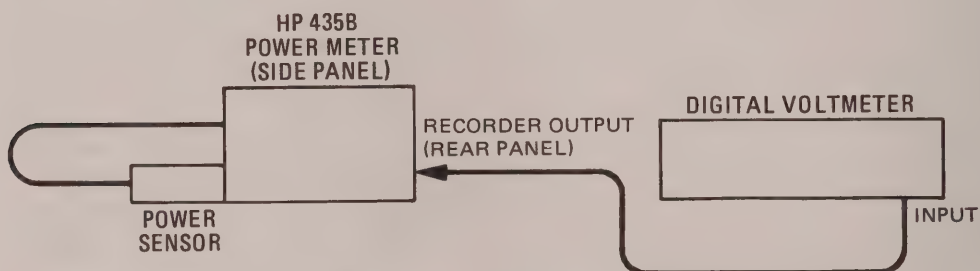 HP 435B
POWER METER
(SIDE PANEL)
DIGITAL VOLTMETER
RECORDER OUTPUT
(REAR PANEL)
POWER
SENSOR
INPUT